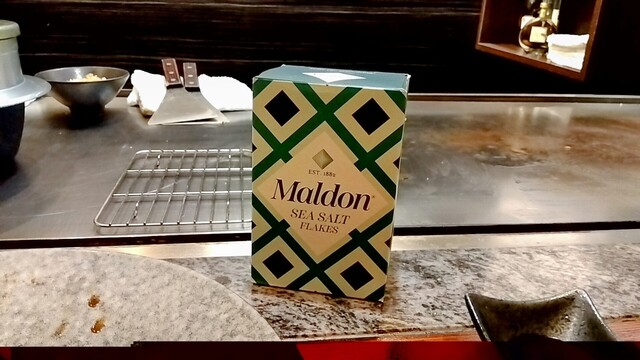 EST. 1882
Maldon®
SEA SALT
FLAKES